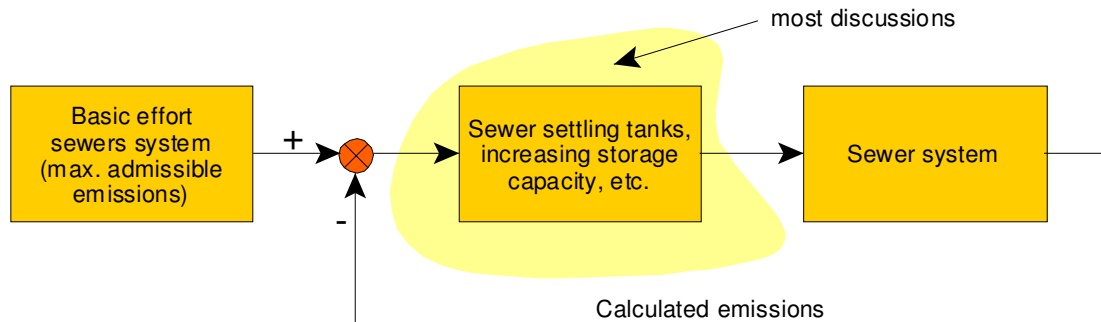 most discussions
Basic effort
sewers system
(max. admissible
emissions)
+
-
Sewer settling tanks,
increasing storage
capacity, etc.
Sewer system
Calculated emissions